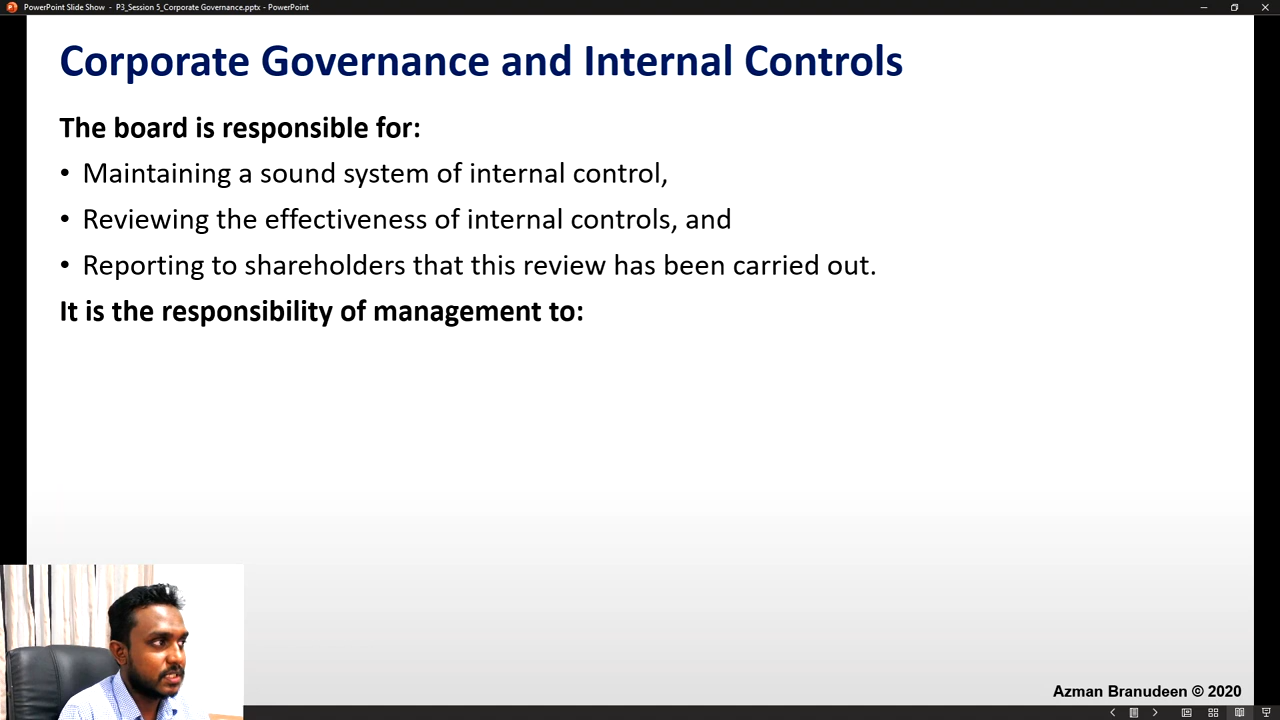 PowerPoint Slide Show - P3_Session 5_Corporate Governance.pptx - PowerPoint
Corporate Governance and Internal Controls
The board is responsible for:
• Maintaining a sound system of internal control,
• Reviewing the effectiveness of internal controls, and
• Reporting to shareholders that this review has been carried out.
It is the responsibility of management to:
Azman Branudeen © 2020